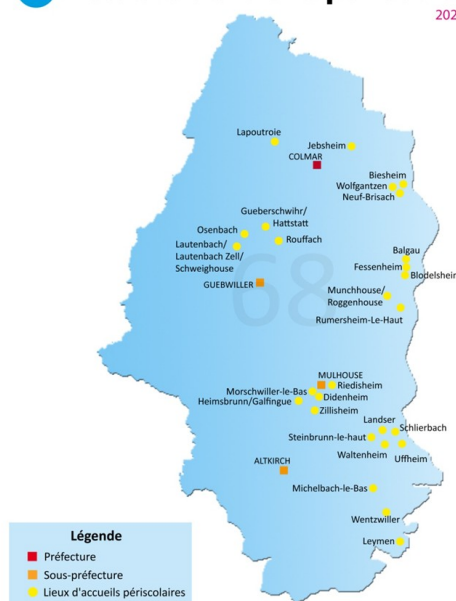 202
Lapoutroie
Jebsheim
COLMAR
Biesheim
Wolfgantzen
Neuf-Brisach
Gueberschwihr/
Hattstatt
Osenbach
Rouffach
Lautenbach/
Lautenbach Zell/
Schweighouse
Balgau
Fessenheim
Blodelsheim
GUEBWILLER
68
Munchhouse/
Roggenhouse
Rumersheim-Le-Haut
MULHOUSE
Riedisheim
Morschwiller-le-Bas
Didenheim
Heimsbrunn/Galfingue
Zillisheim
Landser
Schlierbach
Steinbrunn-le-haut
Waltenheim
Uffheim
ALTKIRCH
Michelbach-le-Bas
Wentzwiller
Leymen
Légende
Préfecture
Sous-préfecture
Lieux d'accueils périscolaires